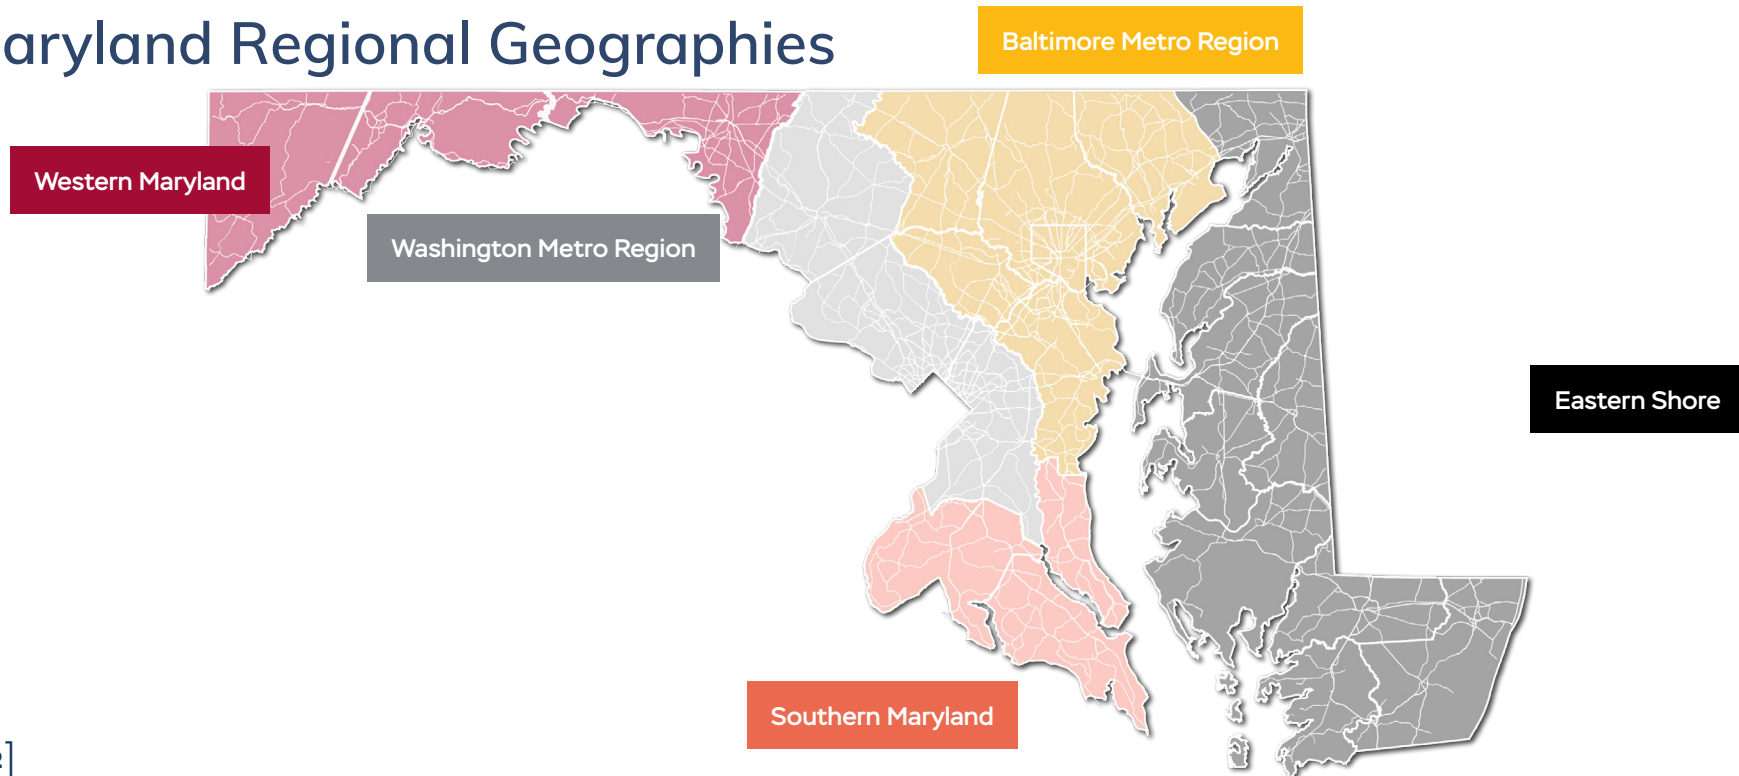 aryland Regional Geographies
Baltimore Metro Region
Western Maryland
Washington Metro Region
Eastern Shore
Southern Maryland
]